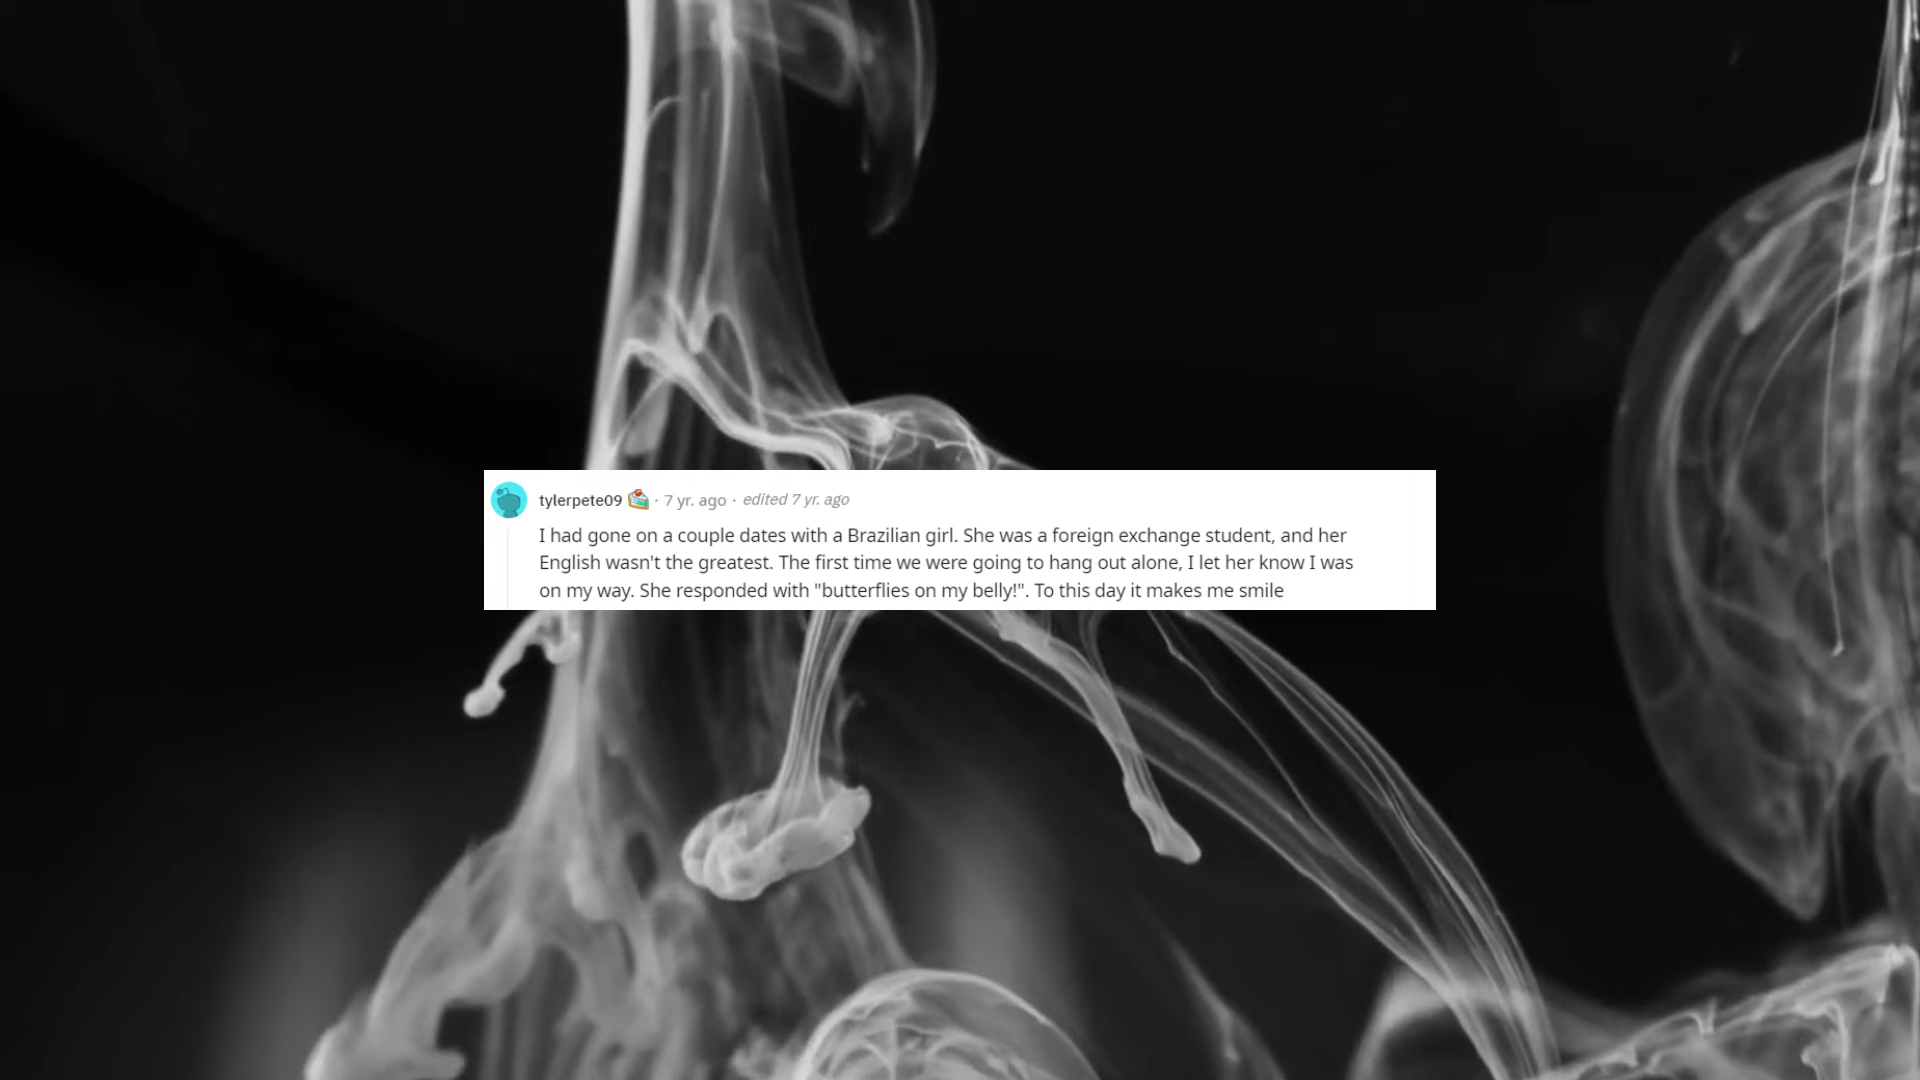 tylerpete09 · 7 yr. ago · edited 7 yr. ago
I had gone on a couple dates with a Brazilian girl. She was a foreign exchange student, and her
English wasn't the greatest. The first time we were going to hang out alone, I let her know I was
on my way. She responded with "butterflies on my belly!". To this day it makes me smile